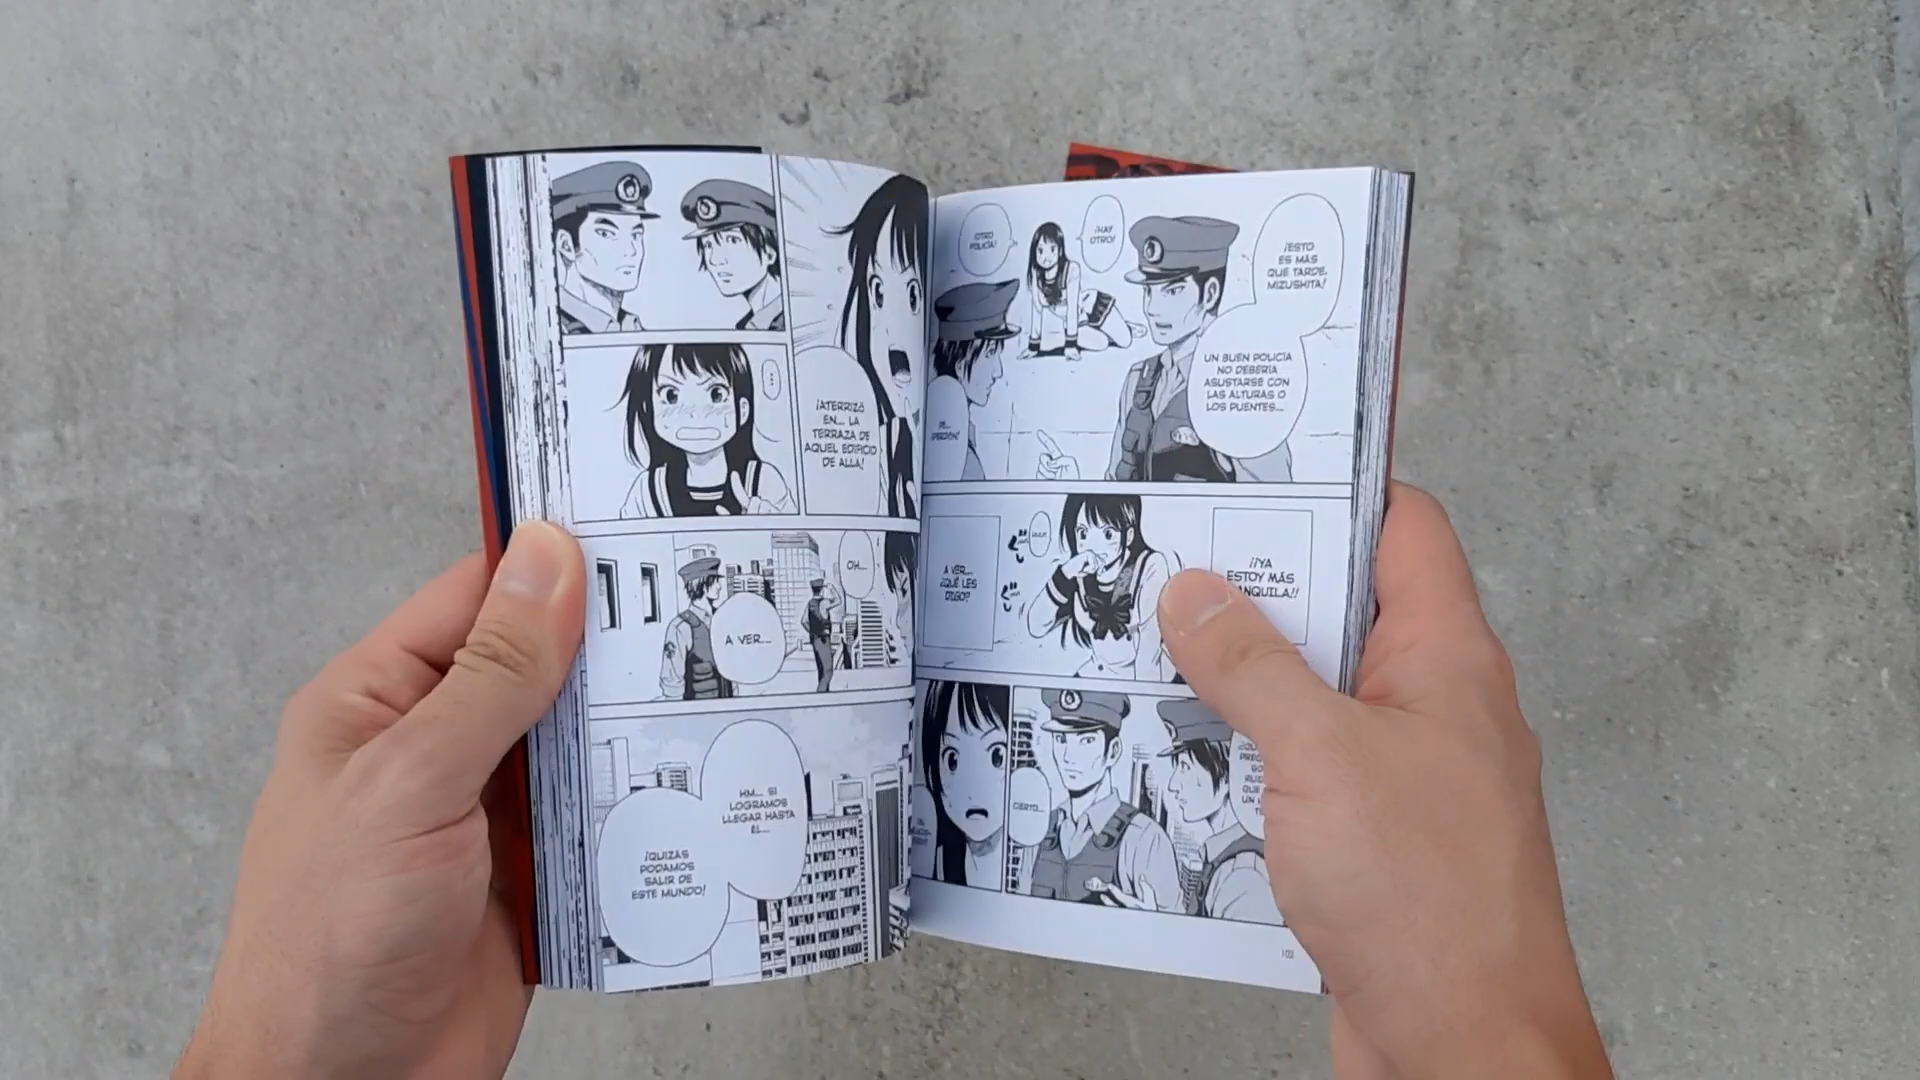 ¡ESTO
ES MÁS
QUE TARDE,
MIZUSHITA!
UN BUEN POLICÍA
NO DEBERÍA
ASUSTARSE CON
LAS ALTURAS O
LOS PUENTES...
¡HAY
OTRO!
¡OTRO
POLICÍA!
¡PERDÓN!
¡¡YA
ESTOY MÁS
A VER...
¿QUÉ LES
DIGO?
CIERTO...
102
¡ATERRIZÓ
EN... LA
TERRAZA DE
AQUEL EDIFICIO
DE ALLÁ!
...
OH...
A VER...
HM... SI
LOGRAMOS
LLEGAR HASTA
ÉL...
¡QUIZÁS
PODAMOS
SALIR DE
ESTE MUNDO!